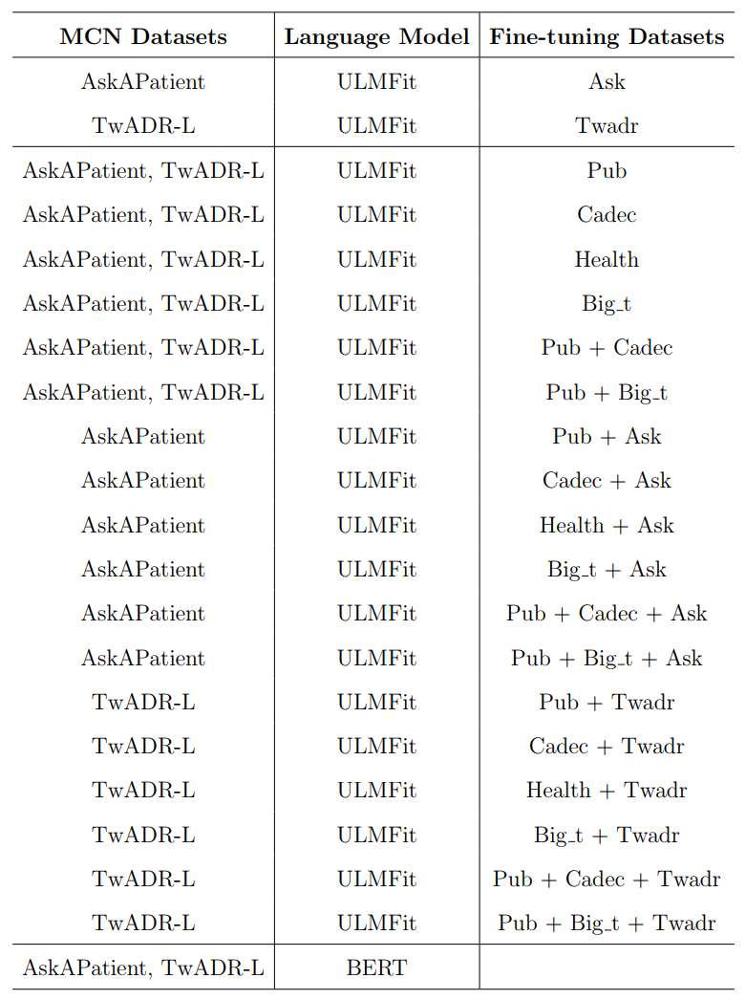 MCN Datasets Language Model Fine-tuning Datasets
AskAPatient ULMFit Ask
TwADR-L ULMFit Twadr
AskAPatient, TwADR-L ULMFit Pub
AskAPatient, TwADR-L ULMFit Cadec
AskAPatient, TwADR-L ULMFit Health
AskAPatient, TwADR-L ULMFit Big_t
AskAPatient, TwADR-L ULMFit Pub + Cadec
AskAPatient, TwADR-L ULMFit Pub + Big_t
AskAPatient ULMFit Pub + Ask
AskAPatient ULMFit Cadec + Ask
AskAPatient ULMFit Health + Ask
AskAPatient ULMFit Big_t + Ask
AskAPatient ULMFit Pub + Cadec + Ask
AskAPatient ULMFit Pub + Big_t + Ask
TwADR-L ULMFit Pub + Twadr
TwADR-L ULMFit Cadec + Twadr
TwADR-L ULMFit Health + Twadr
TwADR-L ULMFit Big_t + Twadr
TwADR-L ULMFit Pub + Cadec + Twadr
TwADR-L ULMFit Pub + Big_t + Twadr
AskAPatient, TwADR-L BERT